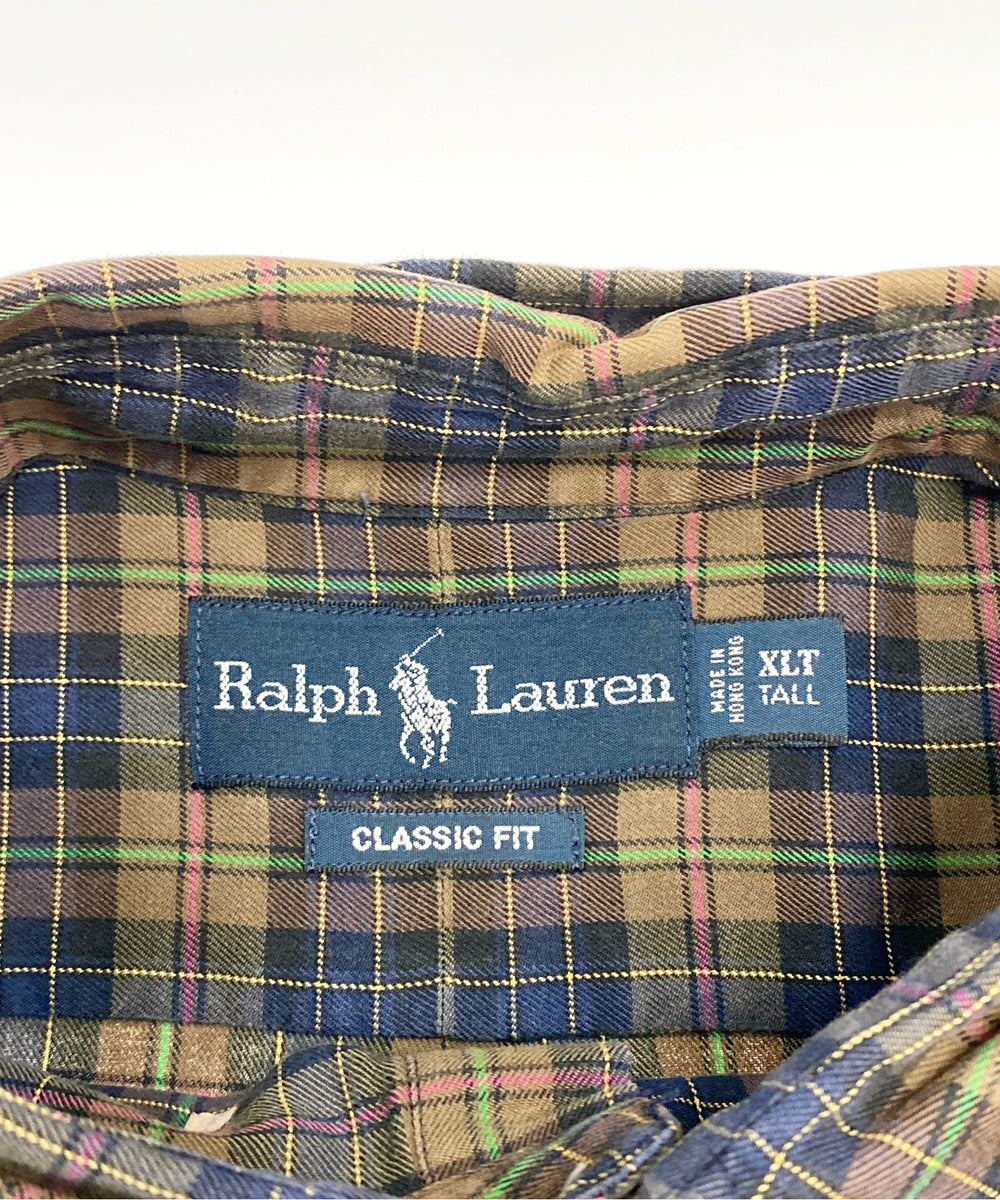 Ralph Lauren
MADE IN
HONG KONG
XLT
TALL
CLASSIC FIT